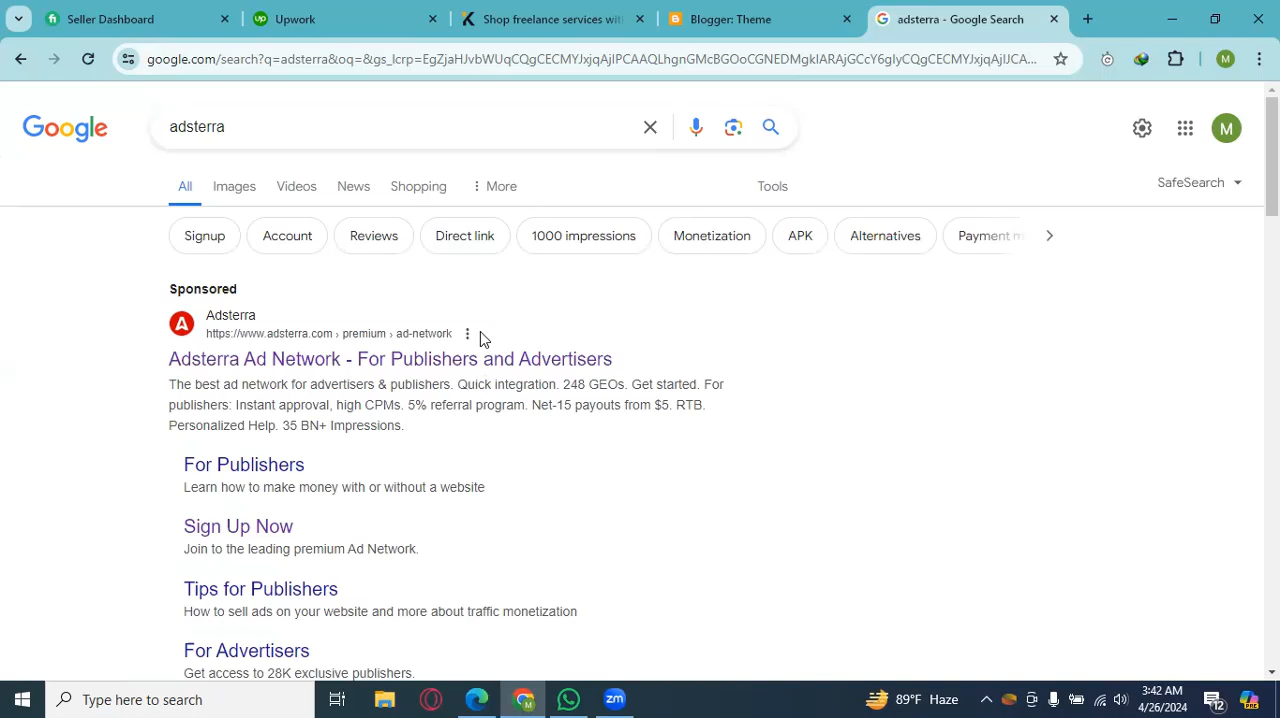 Seller Dashboard
Upwork
Shop freelance services with
Blogger: Theme
adsterra - Google Search
google.com/search?q=adsterra&oq=&gs_lcrp=
Google
adsterra
M
All
Images
Videos
News
Shopping
More
Tools
SafeSearch
Signup
Account
Reviews
Direct link
1000 impressions
Monetization
APK
Alternatives
Payment
Sponsored
Adsterra
https://www.adsterra.com › premium › ad-network
Adsterra Ad Network - For Publishers and Advertisers
The best ad network for advertisers & publishers. Quick integration. 248 GEOs. Get started. For
publishers: Instant approval, high CPMs. 5% referral program. Net-15 payouts from $5. RTB.
Personalized Help. 35 BN+ Impressions.
For Publishers
Learn how to make money with or without a website
Sign Up Now
Join to the leading premium Ad Network.
Tips for Publishers
How to sell ads on your website and more about traffic monetization
For Advertisers
Get access to 28K exclusive publishers.
Type here to search
89°F Haze
3:42 AM
4/26/2024
12